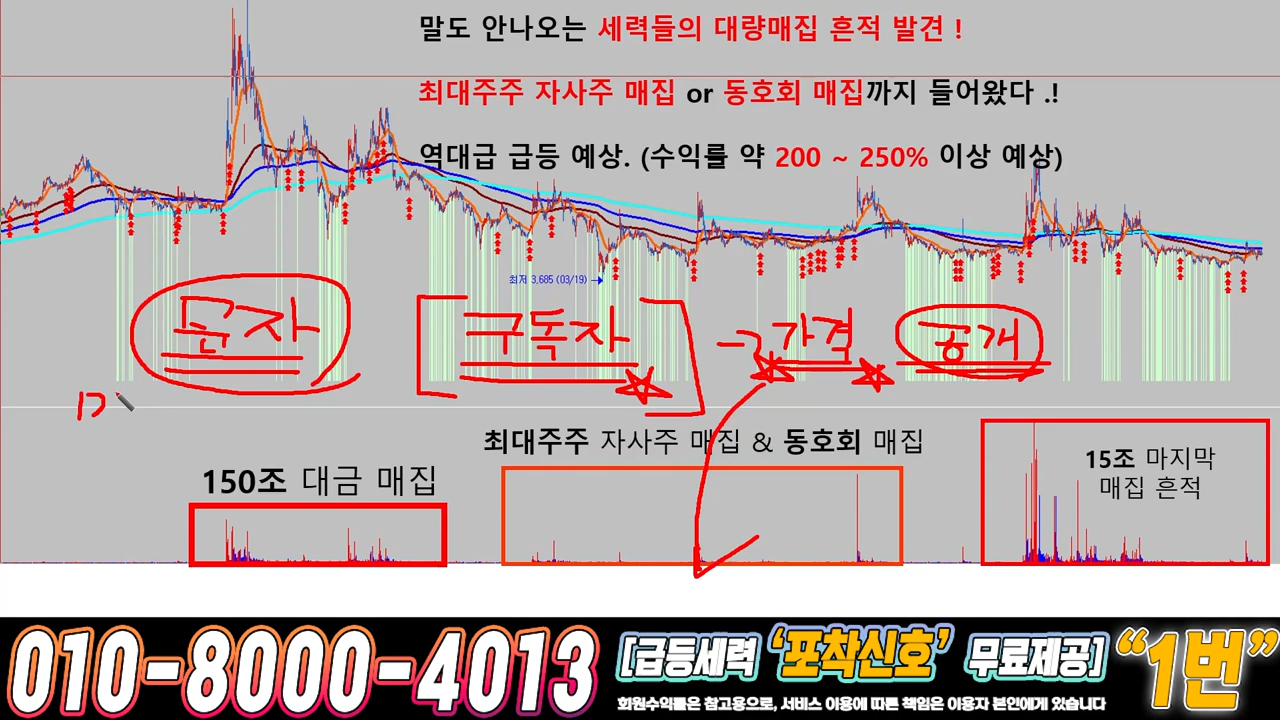 말도 안나오는 세력들의 대량매집 흔적 발견 !
최대주주 자사주 매집 or 동호회 매집까지 들어왔다 .!
역대급 급등 예상. (수익률 약 200 ~ 250% 이상 예상)
최저 3,685 (03/19)
문자
구독자
가격
공개
최대주주 자사주 매집 & 동호회 매집
150조 대금 매집
15조 마지막
매집 흔적
010-8000-4013
[급등세력 '포착신호' 무료제공] "1번"
회원수익률은 참고용으로, 서비스 이용에 따른 책임은 이용자 본인에게 있습니다